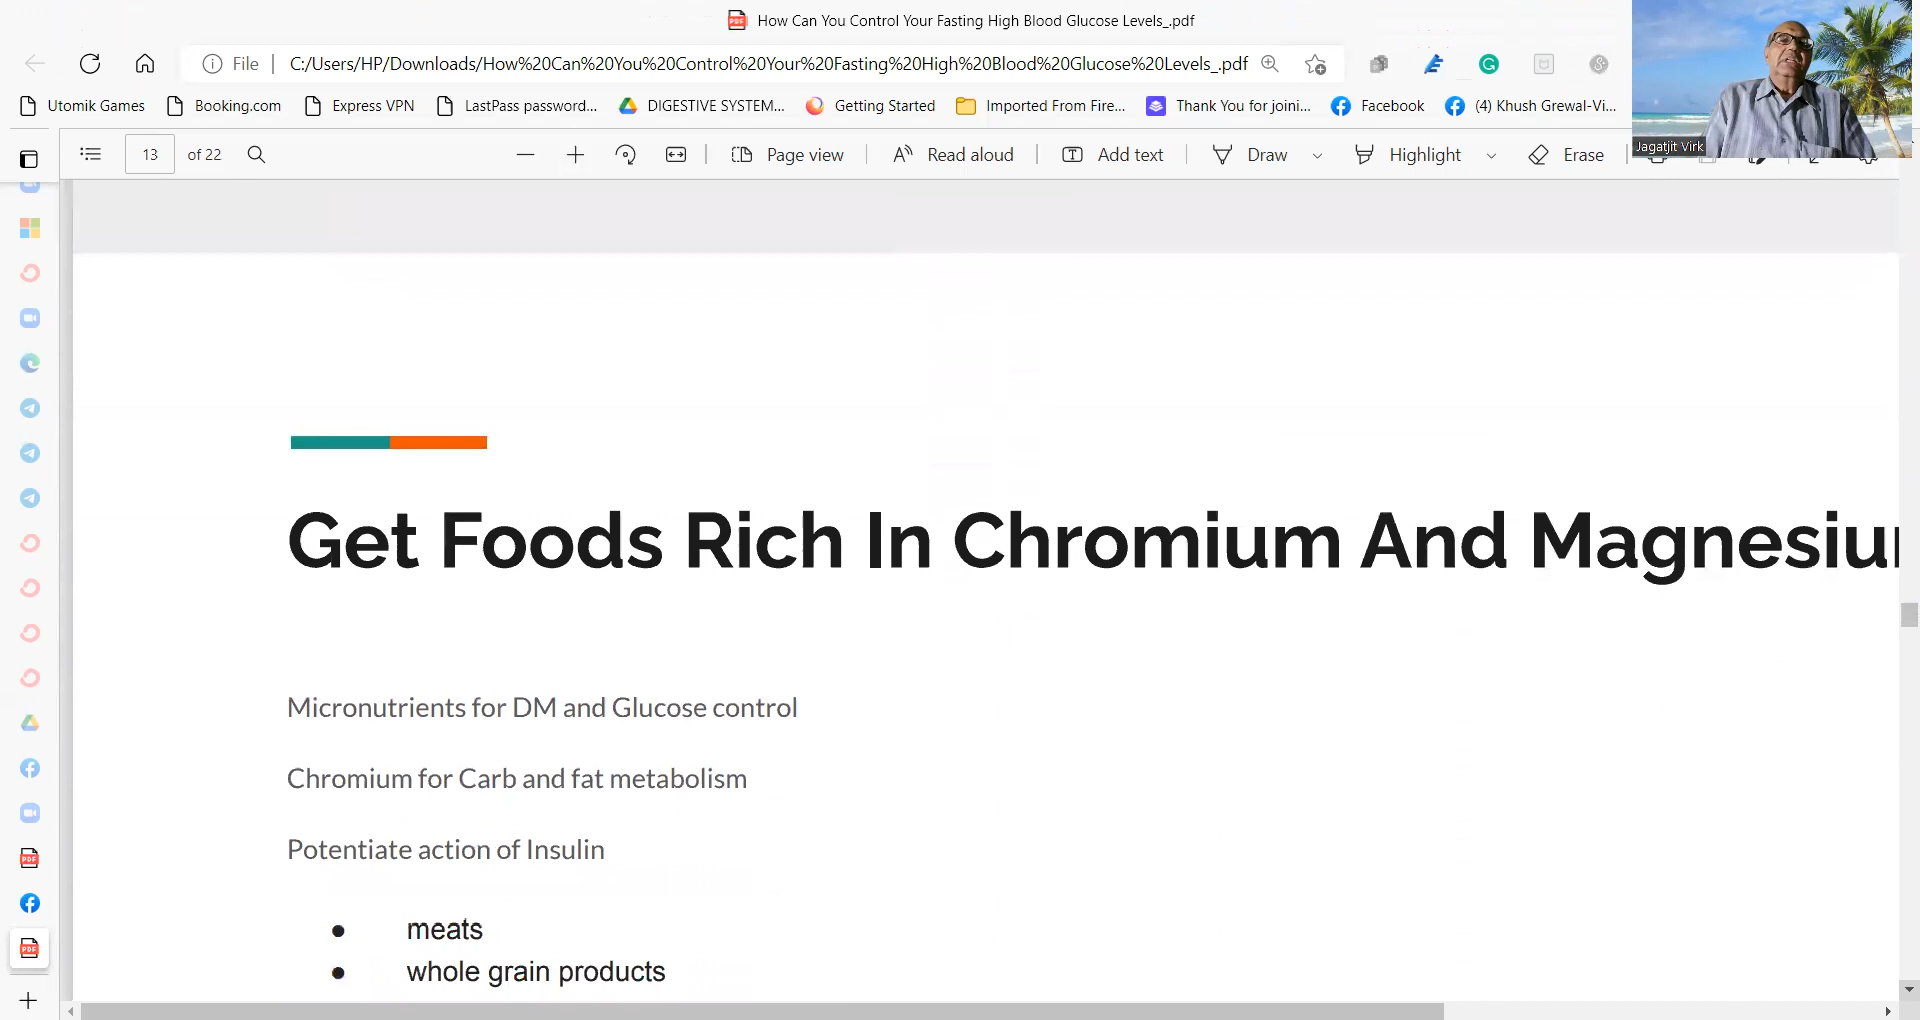 How Can You Control Your Fasting High Blood Glucose Levels_.pdf
File | C:/Users/HP/Downloads/How%20Can%20You%20Control%20Your%20Fasting%20High%20Blood%20Glucose%20Levels_.pdf
Utomik Games Booking.com Express VPN LastPass password... DIGESTIVE SYSTEM... Getting Started Imported From Fire... Thank You for joini... Facebook (4) Khush Grewal-Vi...
Jagatjit Virk
13 of 22 Page view Read aloud Add text Draw Highlight Erase
Get Foods Rich In Chromium And Magnesiu
Micronutrients for DM and Glucose control
Chromium for Carb and fat metabolism
Potentiate action of Insulin
● meats
● whole grain products